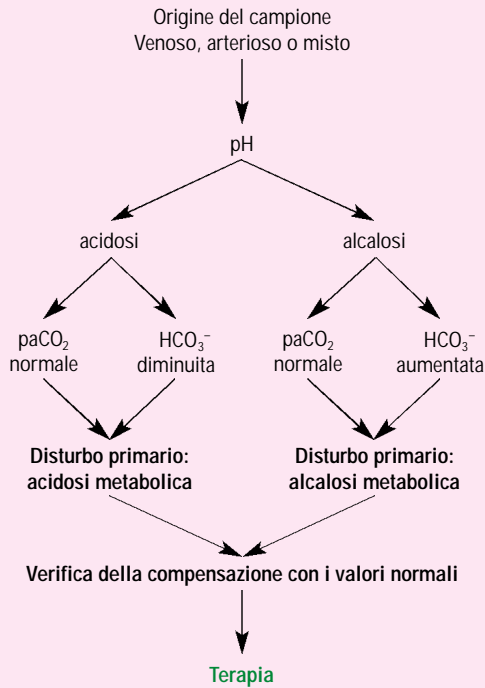 Origine del campione
Venoso, arterioso o misto
pH
acidosi
alcalosi
paCO₂
normale
HCO₃⁻
diminuita
paCO₂
normale
HCO₃⁻
aumentata
Disturbo primario:
acidosi metabolica
Disturbo primario:
alcalosi metabolica
Verifica della compensazione con i valori normali
Terapia